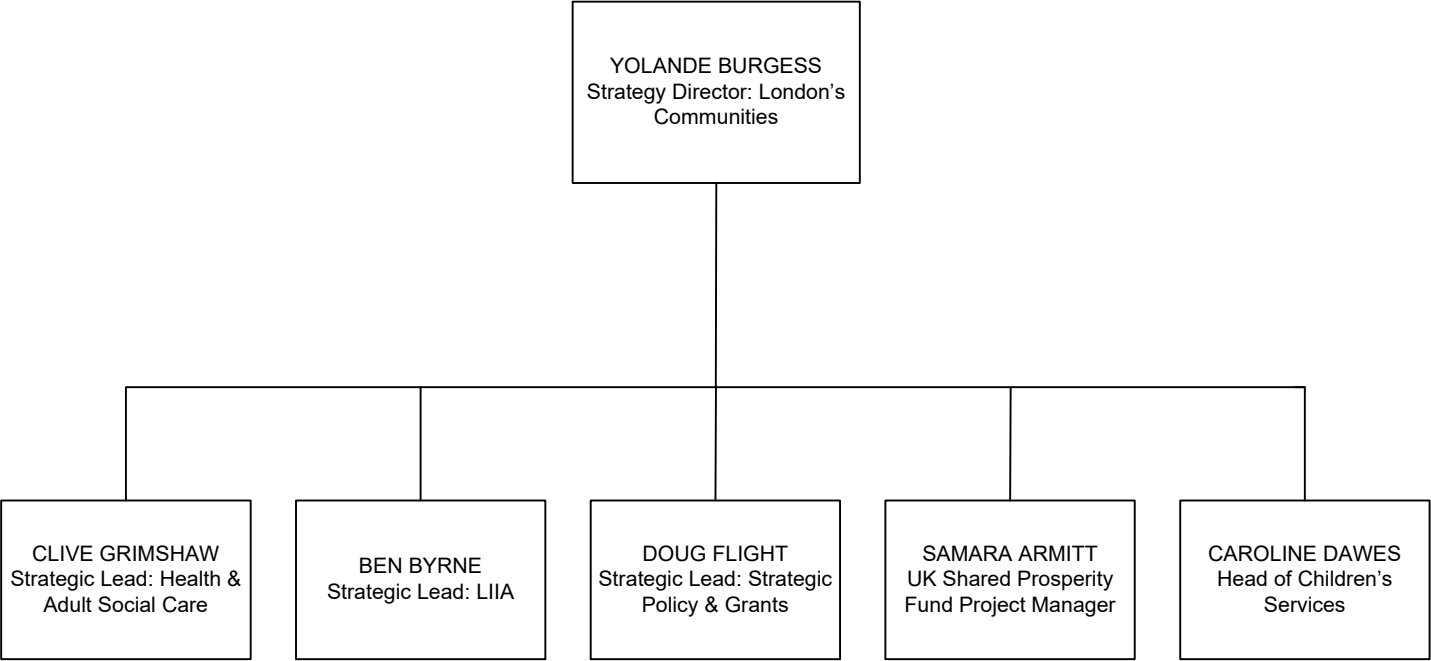 YOLANDE BURGESS
Strategy Director: London’s
Communities
CLIVE GRIMSHAW
Strategic Lead: Health &
Adult Social Care
BEN BYRNE
Strategic Lead: LIIA
DOUG FLIGHT
Strategic Lead: Strategic
Policy & Grants
SAMARA ARMITT
UK Shared Prosperity
Fund Project Manager
CAROLINE DAWES
Head of Children’s
Services